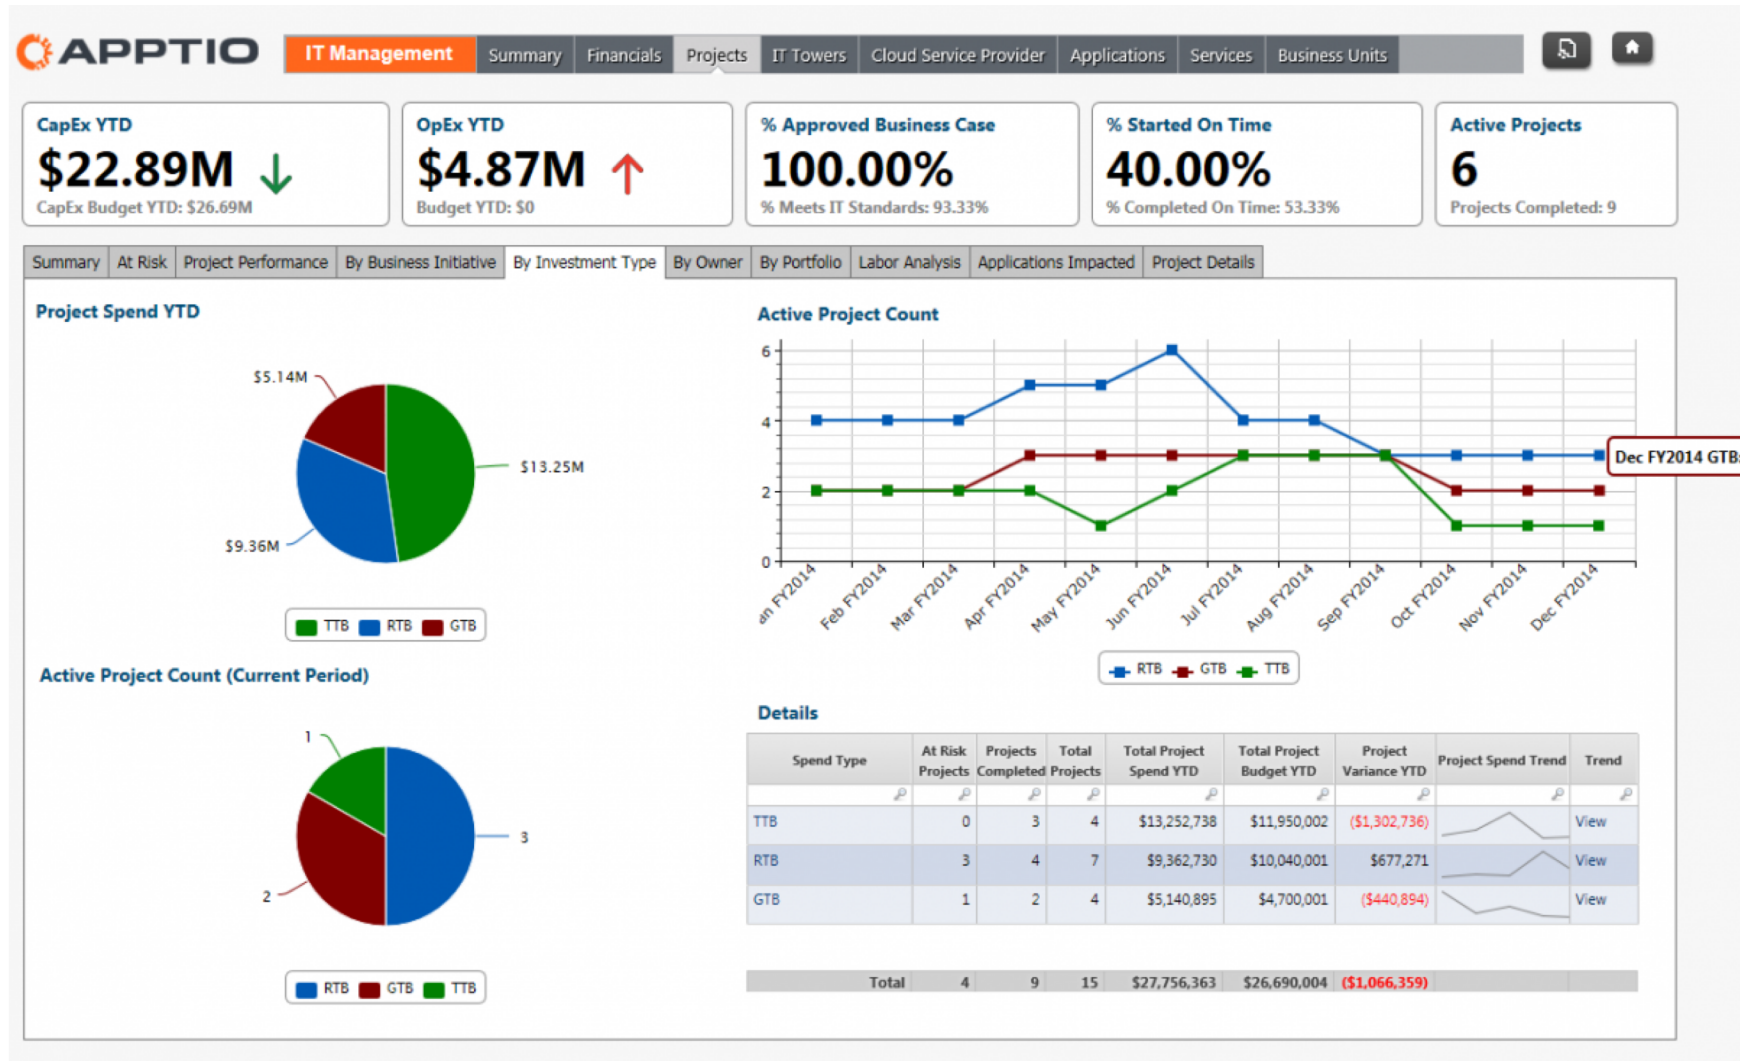 APPTIO
IT Management Summary Financials Projects IT Towers Cloud Service Provider Applications Services Business Units
CapEx YTD
$22.89M
CapEx Budget YTD: $26.69M
OpEx YTD
$4.87M
Budget YTD: $0
% Approved Business Case
100.00%
% Meets IT Standards: 93.33%
% Started On Time
40.00%
% Completed On Time: 53.33%
Active Projects
6
Projects Completed: 9
Summary At Risk Project Performance By Business Initiative By Investment Type By Owner By Portfolio Labor Analysis Applications Impacted Project Details
Project Spend YTD
$5.14M
$13.25M
$9.36M
TTB RTB GTB
Active Project Count
6
4
2
0
Dec FY2014 GTB:
an FY2014 Feb FY2014 Mar FY2014 Apr FY2014 May FY2014 Jun FY2014 Jul FY2014 Aug FY2014 Sep FY2014 Oct FY2014 Nov FY2014 Dec FY2014
RTB GTB TTB
Active Project Count (Current Period)
1
3
2
RTB GTB TTB
Details
Spend Type At Risk Projects Projects Completed Total Projects Total Project Spend YTD Total Project Budget YTD Project Variance YTD Project Spend Trend Trend
TTB 0 3 4 $13,252,738 $11,950,002 ($1,302,736) View
RTB 3 4 7 $9,362,730 $10,040,001 $677,271 View
GTB 1 2 4 $5,140,895 $4,700,001 ($440,894) View
Total 4 9 15 $27,756,363 $26,690,004 ($1,066,359)